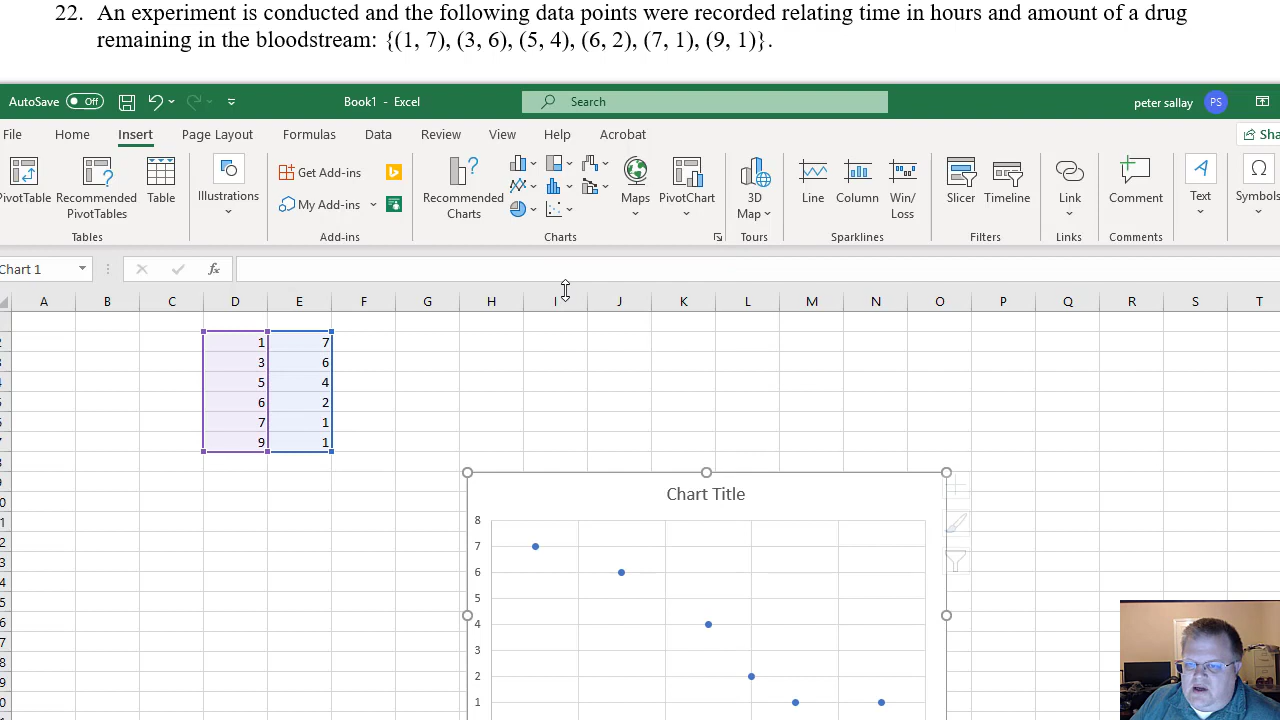 22. An experiment is conducted and the following data points were recorded relating time in hours and amount of a drug
remaining in the bloodstream: {(1, 7), (3, 6), (5, 4), (6, 2), (7, 1), (9, 1)}.
AutoSave Off Book1 - Excel Search peter sallay PS
File Home Insert Page Layout Formulas Data Review View Help Acrobat Sha
PivotTable Recommended PivotTables Table Illustrations Get Add-ins My Add-ins Recommended Charts Maps PivotChart 3D Map Line Column Win/Loss Slicer Timeline Link Comment Text Symbols
Tables Add-ins Charts Tours Sparklines Filters Links Comments
Chart 1 fx
A B C D E F G H I J K L M N O P Q R S T
1 7
3 6
5 4
6 2
7 1
9 1
Chart Title
8
7
6
5
4
3
2
1